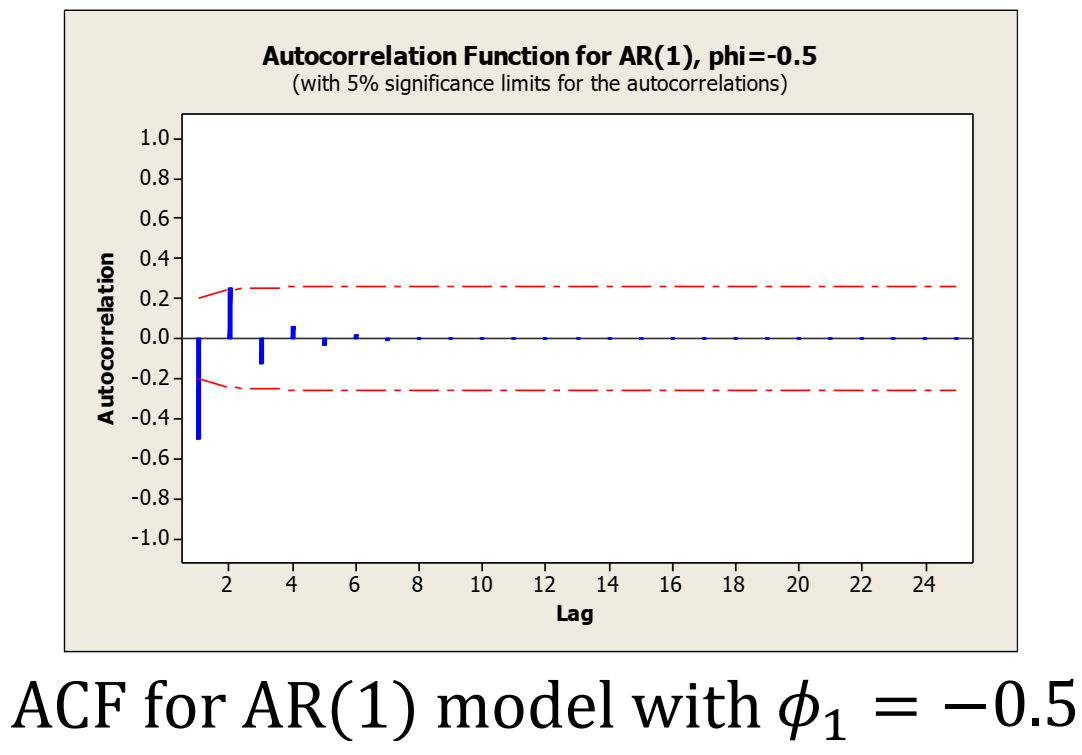 Autocorrelation Function for AR(1), phi=-0.5
(with 5% significance limits for the autocorrelations)
Autocorrelation
1.0
0.8
0.6
0.4
0.2
0.0
-0.2
-0.4
-0.6
-0.8
-1.0
2 4 6 8 10 12 14 16 18 20 22 24
Lag
ACF for AR(1) model with ϕ₁ = −0.5